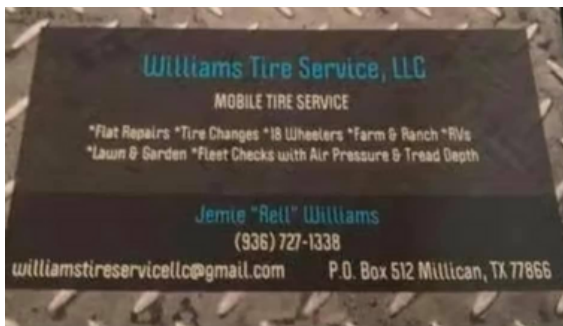 Williams Tire Service, LLC
MOBILE TIRE SERVICE
*Flat Repairs *Tire Changes *18 Wheelers *Farm & Ranch *RVs
*Lawn & Garden *Fleet Checks with Air Pressure & Tread Depth
Jemie "Rell" Williams
(936) 727-1338
williamstireservicellc@gmail.com P.O. Box 512 Millican, TX 77866